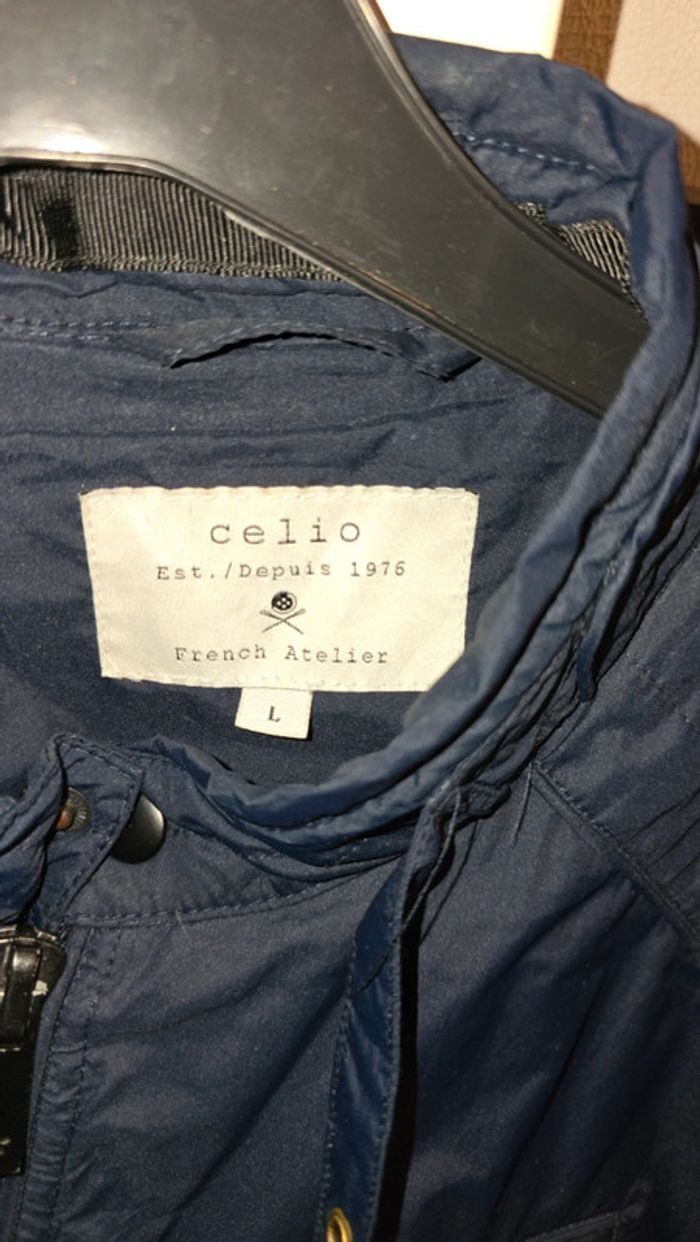 celio
Est./Depuis 1976
French Atelier
L